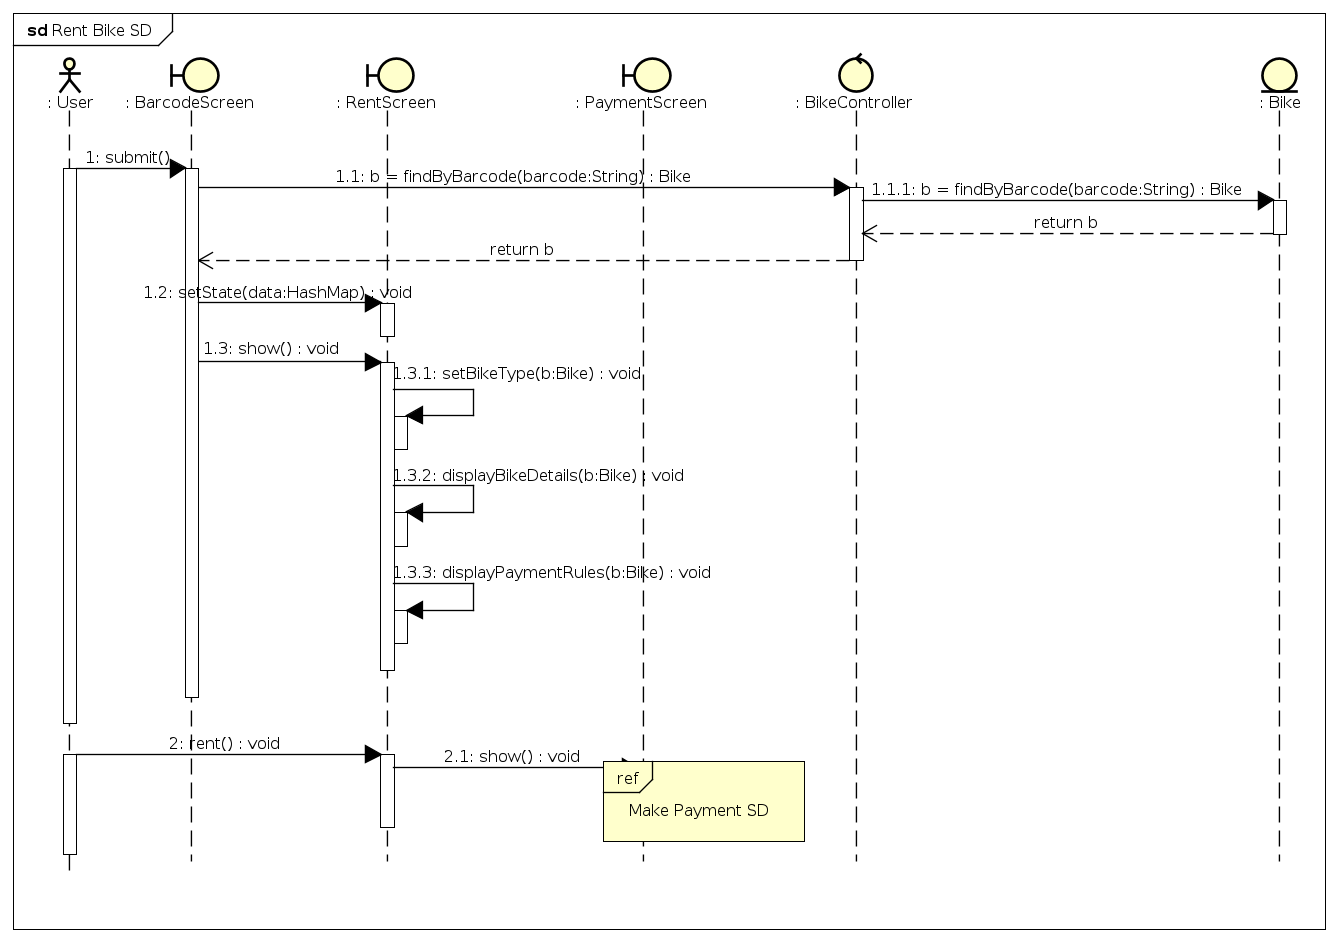 sd Rent Bike SD
: User
: BarcodeScreen
: RentScreen
: PaymentScreen
: BikeController
: Bike
1: submit()
1.1: b = findByBarcode(barcode:String) : Bike
1.1.1: b = findByBarcode(barcode:String) : Bike
return b
return b
1.2: setState(data:HashMap) : void
1.3: show() : void
1.3.1: setBikeType(b:Bike) : void
1.3.2: displayBikeDetails(b:Bike) : void
1.3.3: displayPaymentRules(b:Bike) : void
2: rent() : void
2.1: show() : void
ref
Make Payment SD